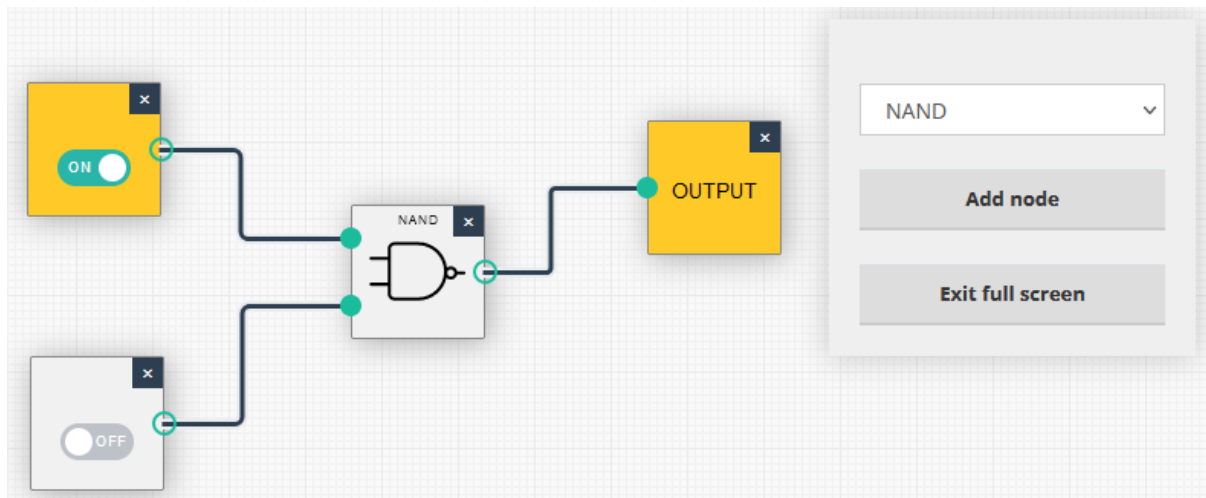 ON
NAND
OUTPUT
OFF
NAND
Add node
Exit full screen